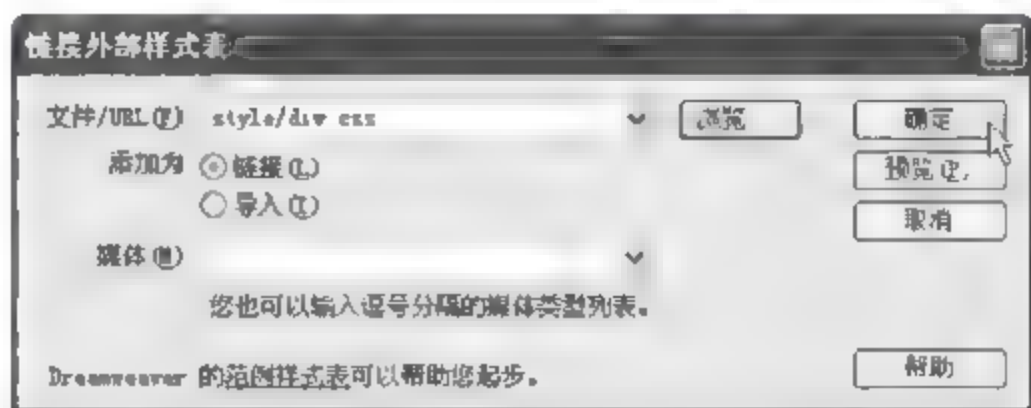 链接外部样式表
文件/URL(F) style/div css 浏览 确定
添加为 链接(L) 预览(P)
导入(I) 取消
媒体(M)
您也可以输入逗号分隔的媒体类型列表。
Dreamweaver 的范例样式表可以帮助您起步。 帮助